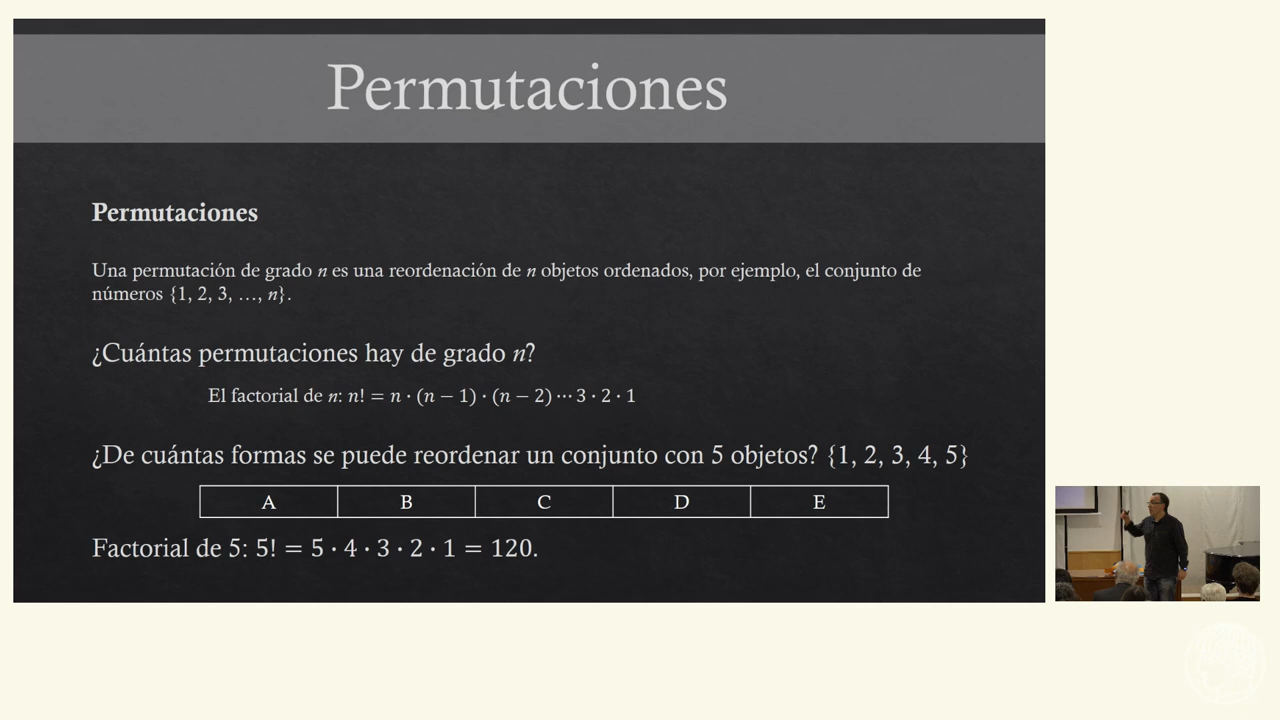 Permutaciones
Permutaciones
Una permutación de grado n es una reordenación de n objetos ordenados, por ejemplo, el conjunto de
números {1, 2, 3, …, n}.
¿Cuántas permutaciones hay de grado n?
El factorial de n: n! = n · (n − 1) · (n − 2) ⋯ 3 · 2 · 1
¿De cuántas formas se puede reordenar un conjunto con 5 objetos? {1, 2, 3, 4, 5}
A B C D E
Factorial de 5: 5! = 5 · 4 · 3 · 2 · 1 = 120.